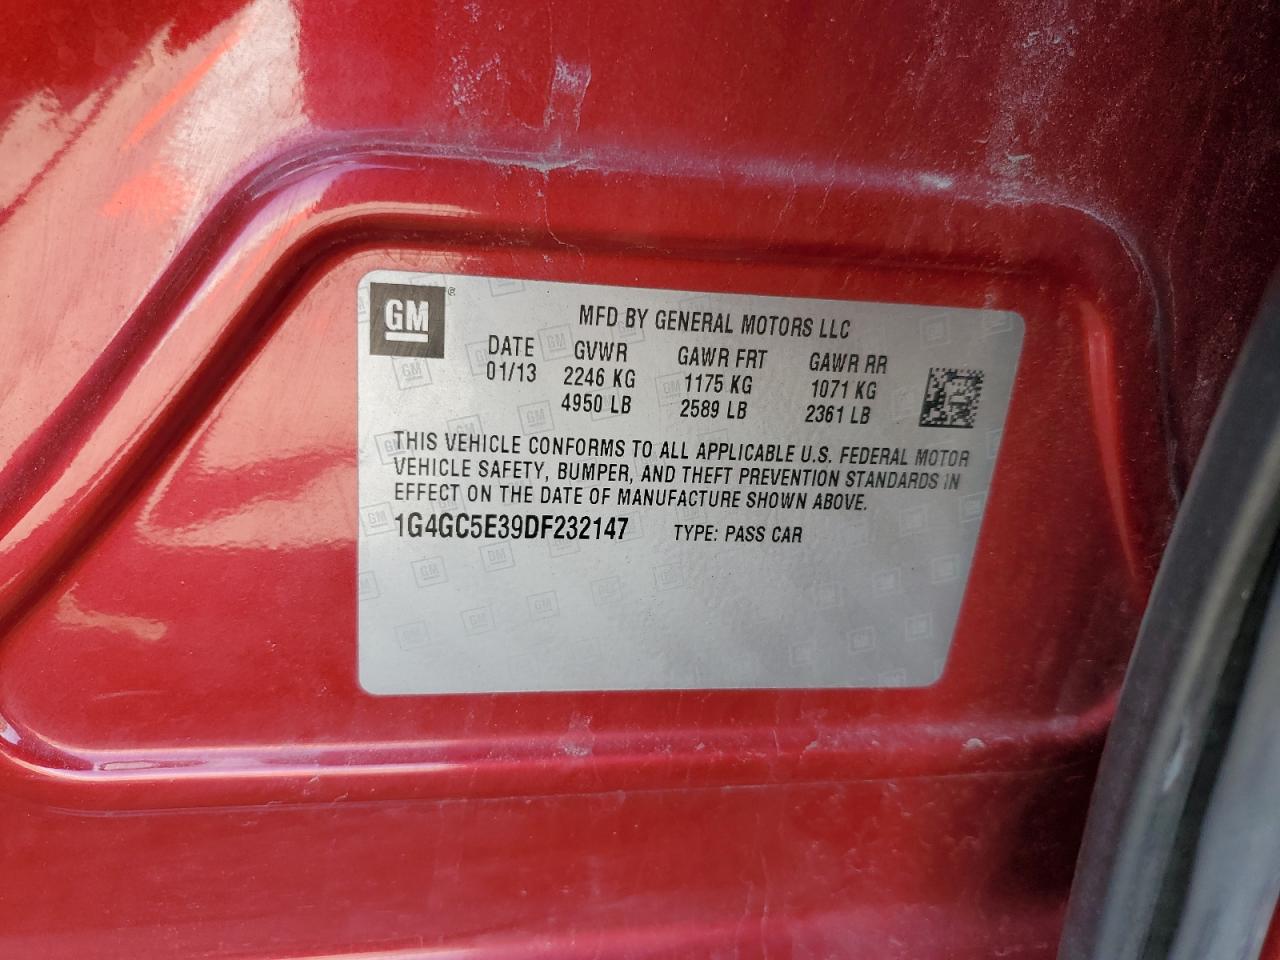 GM
MFD BY GENERAL MOTORS LLC
DATE GVWR GAWR FRT GAWR RR
01/13 2246 KG 1175 KG 1071 KG
4950 LB 2589 LB 2361 LB
THIS VEHICLE CONFORMS TO ALL APPLICABLE U.S. FEDERAL MOTOR
VEHICLE SAFETY, BUMPER, AND THEFT PREVENTION STANDARDS IN
EFFECT ON THE DATE OF MANUFACTURE SHOWN ABOVE.
1G4GC5E39DF232147 TYPE: PASS CAR